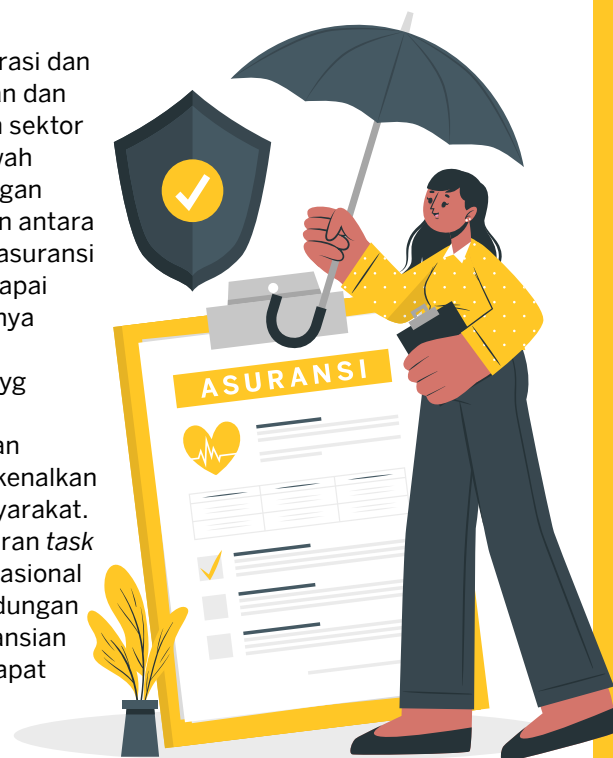 rasi dan
an dan
sektor
wah
gan
n antara
asuransi
apai
nya
yg
an
kenalkan
yarakat.
ran task
asional
dungan
ansian
apat
ASURANSI